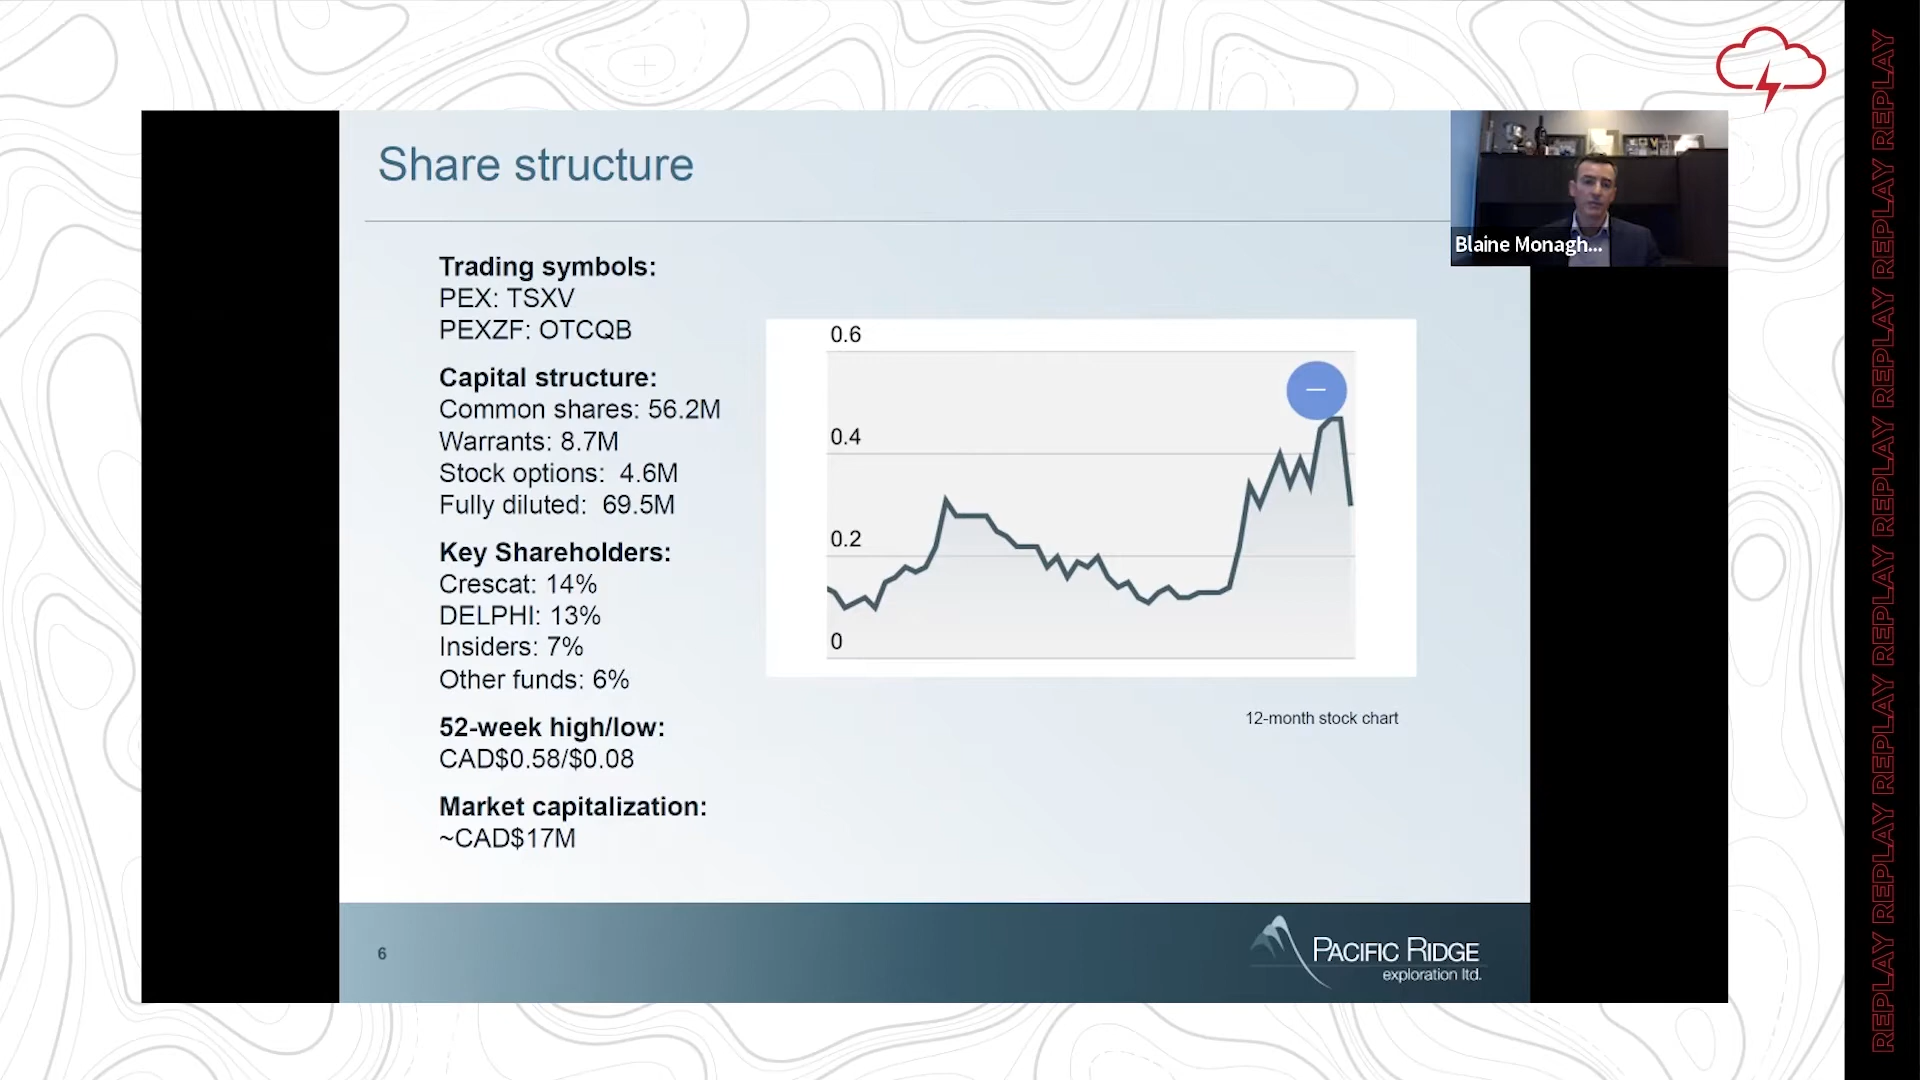 Share structure
Blaine Monagh...
Trading symbols:
PEX: TSXV
PEXZF: OTCQB
Capital structure:
Common shares: 56.2M
Warrants: 8.7M
Stock options: 4.6M
Fully diluted: 69.5M
Key Shareholders:
Crescat: 14%
DELPHI: 13%
Insiders: 7%
Other funds: 6%
52-week high/low:
CAD$0.58/$0.08
Market capitalization:
~CAD$17M
0.6
0.4
0.2
0
12-month stock chart
6
PACIFIC RIDGE
exploration ltd.
REPLAY REPLAY REPLAY REPLAY REPLAY REPLAY REPLAY REPLAY